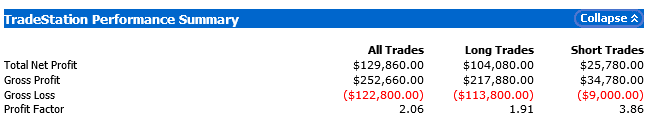 TradeStation Performance Summary Collapse
All Trades Long Trades Short Trades
Total Net Profit $129,860.00 $104,080.00 $25,780.00
Gross Profit $252,660.00 $217,880.00 $34,780.00
Gross Loss ($122,800.00) ($113,800.00) ($9,000.00)
Profit Factor 2.06 1.91 3.86